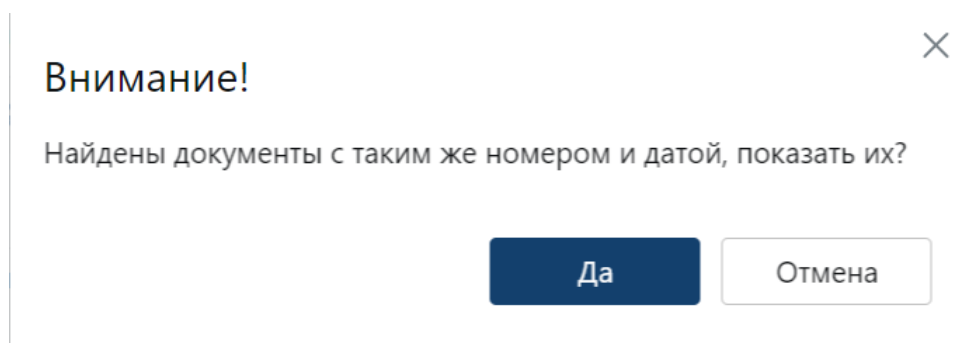 Внимание!
Найдены документы с таким же номером и датой, показать их?
Да
Отмена